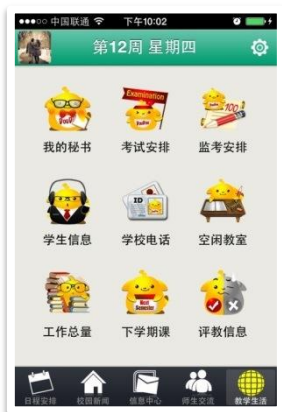 中国联通 下午10:02
第12周 星期四
Examination
100
我的秘书 考试安排 监考安排
ID
学生信息 学校电话 空闲教室
Next Semester
工作总量 下学期课 评教信息
日程安排 校园新闻 信息中心 师生交流 教学生活